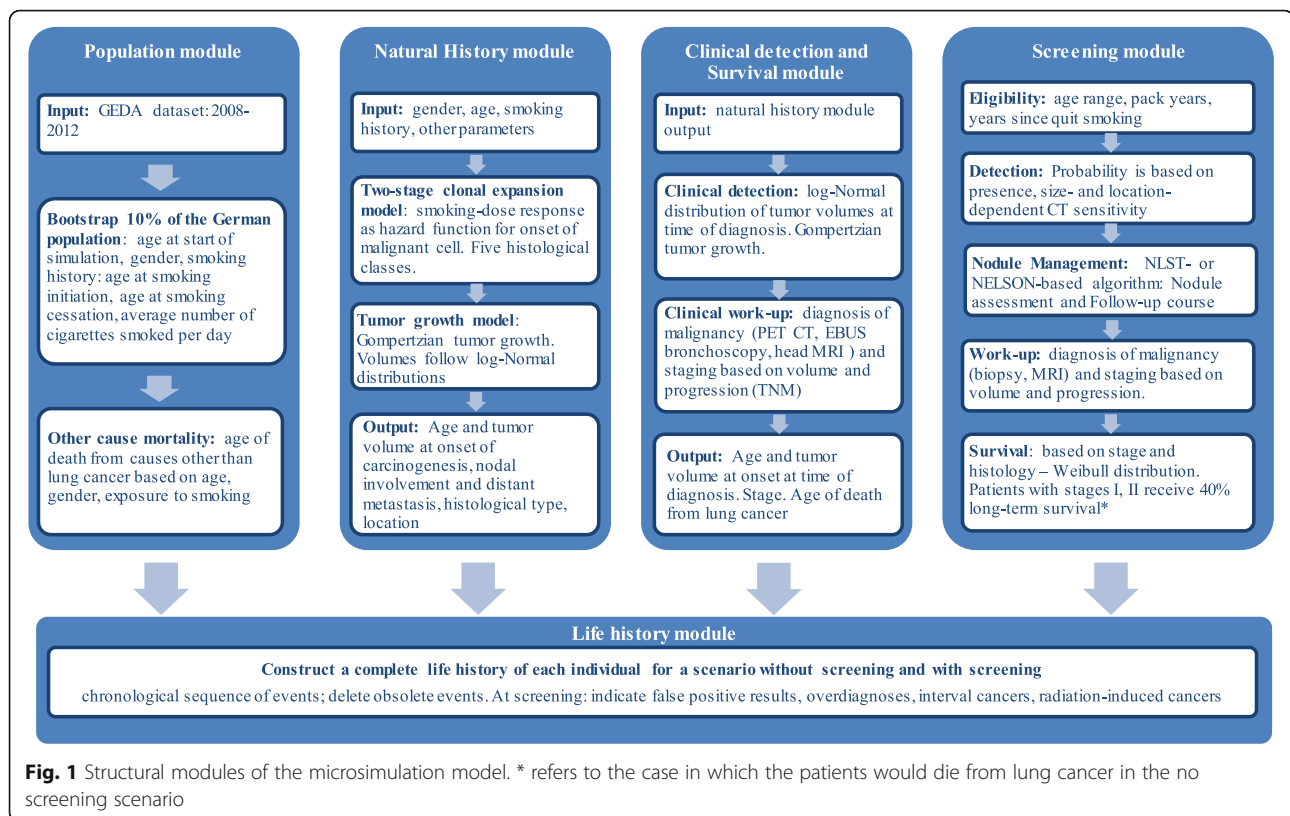 Population module
Input: GEDA dataset: 2008-
2012
Bootstrap 10% of the German
population: age at start of
simulation, gender, smoking
history: age at smoking
initiation, age at smoking
cessation, average number of
cigarettes smoked per day
Other cause mortality: age of
death from causes other than
lung cancer based on age,
gender, exposure to smoking
Natural History module
Input: gender, age, smoking
history, other parameters
Two-stage clonal expansion
model: smoking-dose response
as hazard function for onset of
malignant cell. Five histological
classes.
Tumor growth model:
Gompertzian tumor growth.
Volumes follow log-Normal
distributions
Output: Age and tumor
volume at onset of
carcinogenesis, nodal
involvement and distant
metastasis, histological type,
location
Clinical detection and
Survival module
Input: natural history module
output
Clinical detection: log-Normal
distribution of tumor volumes at
time of diagnosis. Gompertzian
tumor growth.
Clinical work-up: diagnosis of
malignancy (PET CT, EBUS
bronchoscopy, head MRI ) and
staging based on volume and
progression (TNM)
Output: Age and tumor
volume at onset at time of
diagnosis. Stage. Age of death
from lung cancer
Screening module
Eligibility: age range, pack years,
years since quit smoking
Detection: Probability is based on
presence, size- and location-
dependent CT sensitivity
Nodule Management: NLST- or
NELSON-based algorithm: Nodule
assessment and Follow-up course
Work-up: diagnosis of malignancy
(biopsy, MRI) and staging based on
volume and progression.
Survival: based on stage and
histology – Weibull distribution.
Patients with stages I, II receive 40%
long-term survival*
Life history module
Construct a complete life history of each individual for a scenario without screening and with screening
chronological sequence of events; delete obsolete events. At screening: indicate false positive results, overdiagnoses, interval cancers, radiation-induced cancers
Fig. 1 Structural modules of the microsimulation model. * refers to the case in which the patients would die from lung cancer in the no
screening scenario